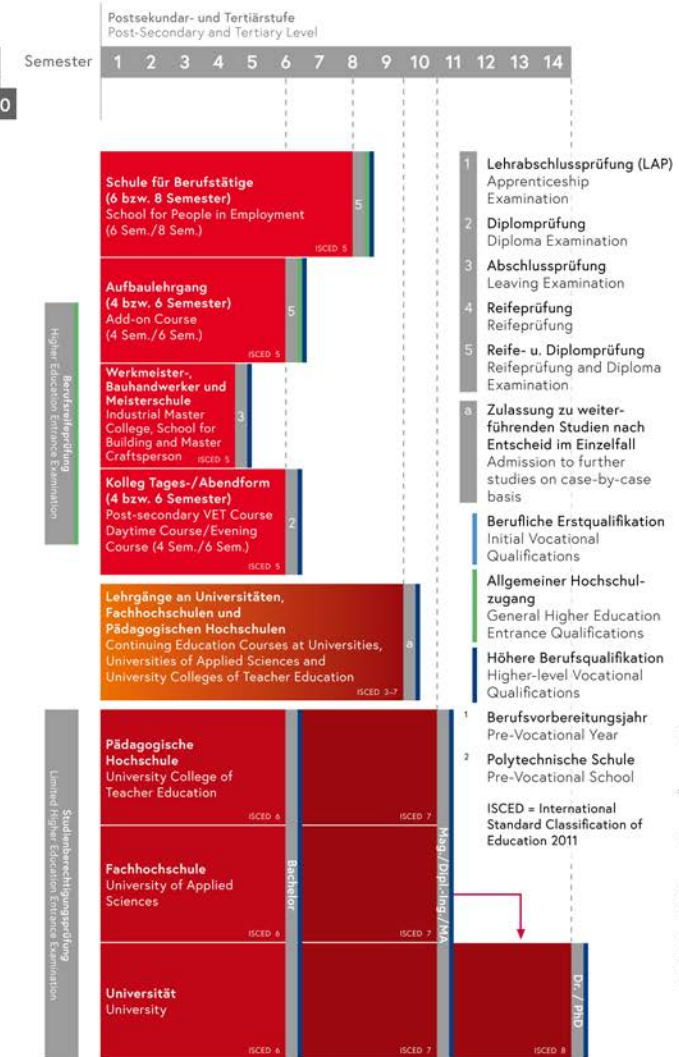 Postsekundar- und Tertiärstufe
Post-Secondary and Tertiary Level
Semester 1 2 3 4 5 6 7 8 9 10 11 12 13 14
0
Schule für Berufstätige
(6 bzw. 8 Semester)
School for People in Employment
(6 Sem./8 Sem.)
ISCED 5
5
Aufbaulehrgang
(4 bzw. 6 Semester)
Add-on Course
(4 Sem./6 Sem.)
ISCED 5
5
Berufsreifeprüfung
Higher Education Entrance Examination
Werkmeister-,
Bauhandwerker und
Meisterschule
Industrial Master
College, School for
Building and Master
Craftsperson ISCED 5
3
Kolleg Tages-/Abendform
(4 bzw. 6 Semester)
Post-secondary VET Course
Daytime Course/Evening
Course (4 Sem./6 Sem.)
ISCED 5
2
Lehrgänge an Universitäten,
Fachhochschulen und
Pädagogischen Hochschulen
Continuing Education Courses at Universities,
Universities of Applied Sciences and
University Colleges of Teacher Education
ISCED 3–7
a
Studienberechtigungsprüfung
Limited Higher Education Entrance Examination
Pädagogische
Hochschule
University College of
Teacher Education
ISCED 6
ISCED 7
Fachhochschule
University of Applied
Sciences
ISCED 6
ISCED 7
Bachelor
Mag./Dipl.-Ing./MA
Universität
University
ISCED 6
ISCED 7
ISCED 8
Dr. / PhD
1 Lehrabschlussprüfung (LAP)
Apprenticeship
Examination
2 Diplomprüfung
Diploma Examination
3 Abschlussprüfung
Leaving Examination
4 Reifeprüfung
Reifeprüfung
5 Reife- u. Diplomprüfung
Reifeprüfung and Diploma
Examination
a Zulassung zu weiter-
führenden Studien nach
Entscheid im Einzelfall
Admission to further
studies on case-by-case
basis
Berufliche Erstqualifikation
Initial Vocational
Qualifications
Allgemeiner Hochschul-
zugang
General Higher Education
Entrance Qualifications
Höhere Berufsqualifikation
Higher-level Vocational
Qualifications
1 Berufsvorbereitungsjahr
Pre-Vocational Year
2 Polytechnische Schule
Pre-Vocational School
ISCED = International
Standard Classification of
Education 2011